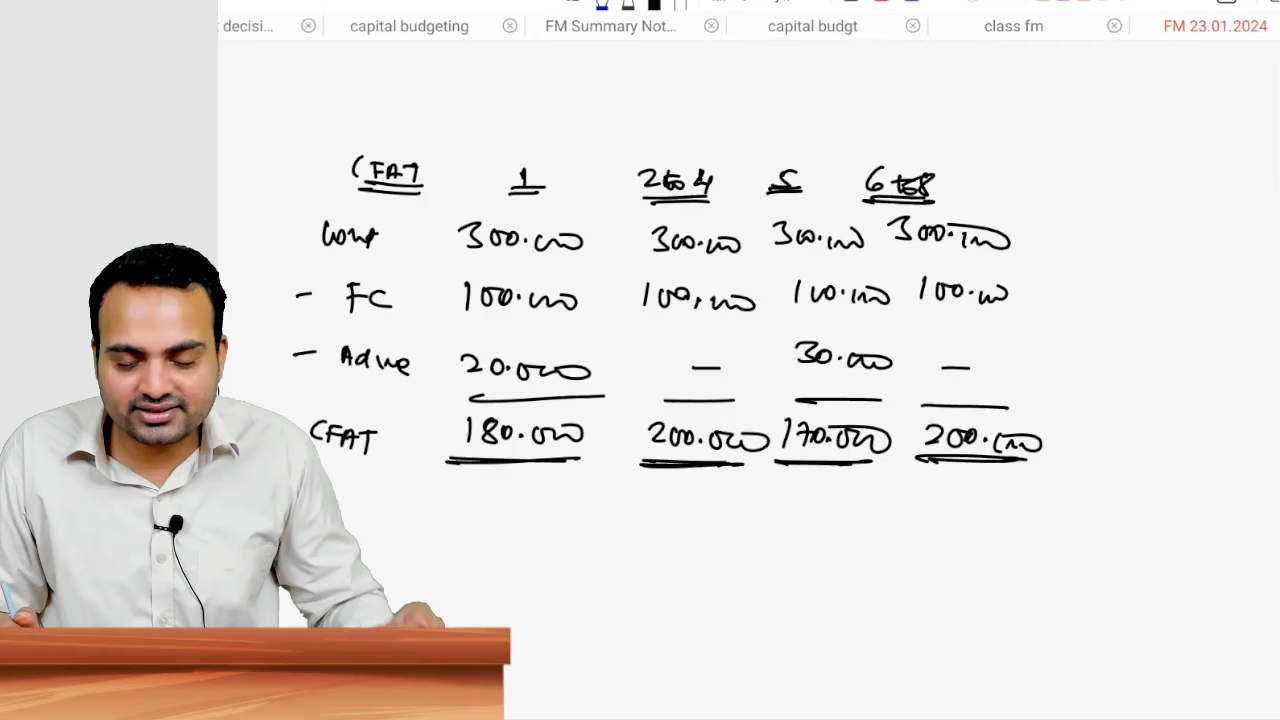 t decisi... capital budgeting FM Summary Not... capital budgt class fm FM 23.01.2024
CFAT 1 2 to 4 5 6 to 8
Cont 300.000 300.000 300.000 300.000
- FC 100.000 100.000 100.000 100.000
- Adve 20.000 — 30.000 —
CFAT 180.000 200.000 170.000 200.000